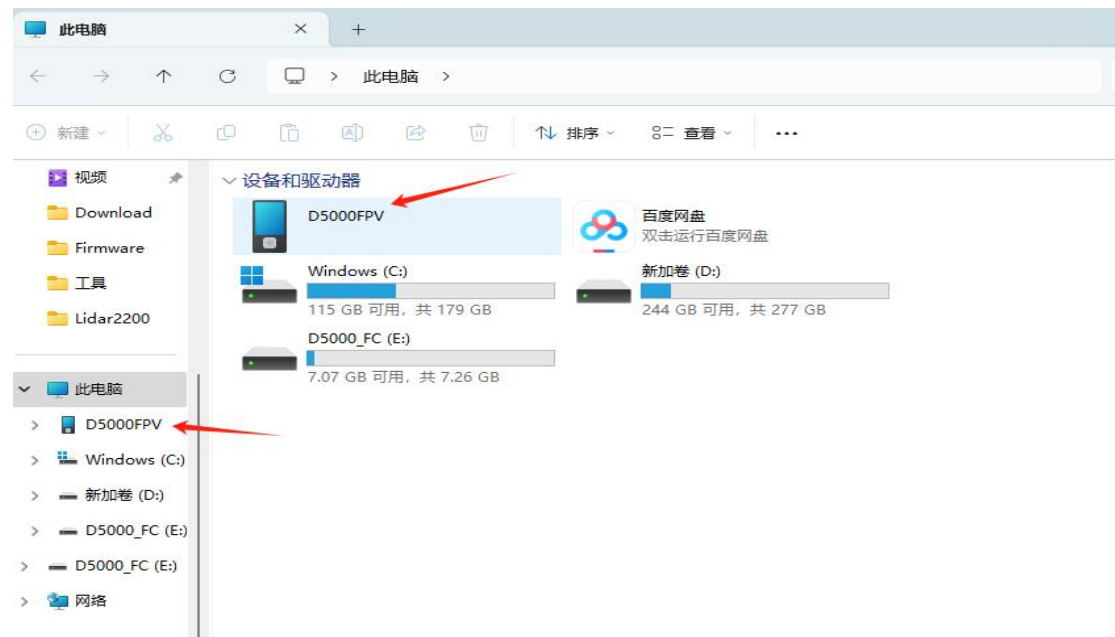 此电脑
此电脑
新建
排序
查看
视频
Download
Firmware
工具
Lidar2200
此电脑
D5000FPV
Windows (C:)
新加卷 (D:)
D5000_FC (E:)
D5000_FC (E:)
网络
设备和驱动器
D5000FPV
百度网盘
双击运行百度网盘
Windows (C:)
115 GB 可用, 共 179 GB
新加卷 (D:)
244 GB 可用, 共 277 GB
D5000_FC (E:)
7.07 GB 可用, 共 7.26 GB